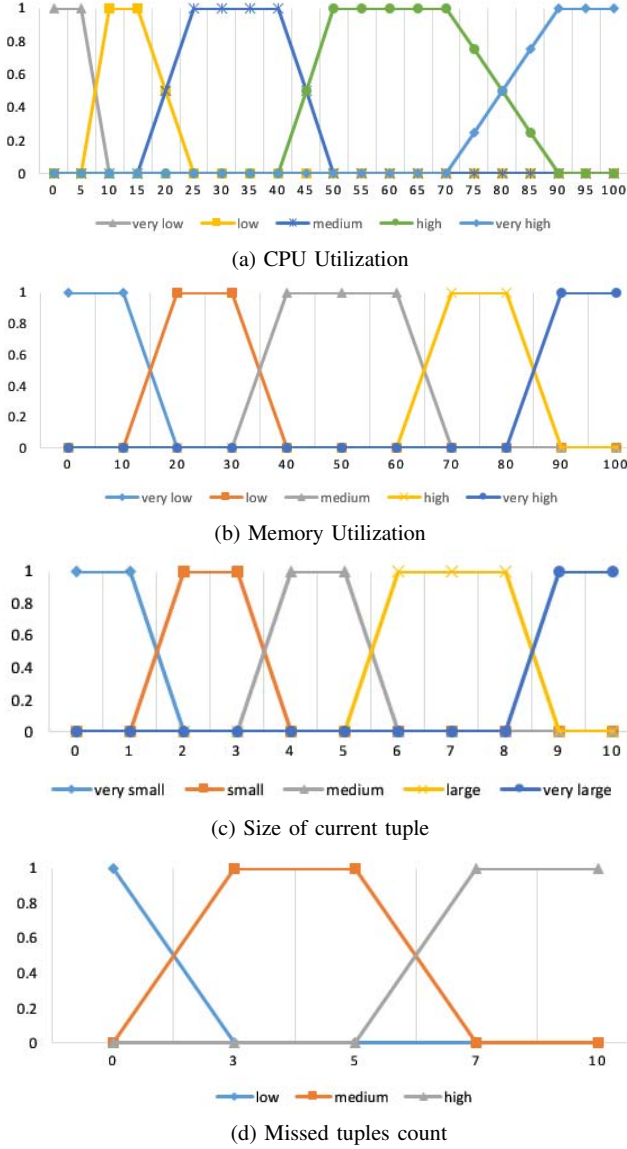 1
0.8
0.6
0.4
0.2
0
0 5 10 15 20 25 30 35 40 45 50 55 60 65 70 75 80 85 90 95 100
very low low medium high very high
(a) CPU Utilization
1
0.8
0.6
0.4
0.2
0
0 10 20 30 40 50 60 70 80 90 100
very low low medium high very high
(b) Memory Utilization
1
0.8
0.6
0.4
0.2
0
0 1 2 3 4 5 6 7 8 9 10
very small small medium large very large
(c) Size of current tuple
1
0.8
0.6
0.4
0.2
0
0 3 5 7 10
low medium high
(d) Missed tuples count